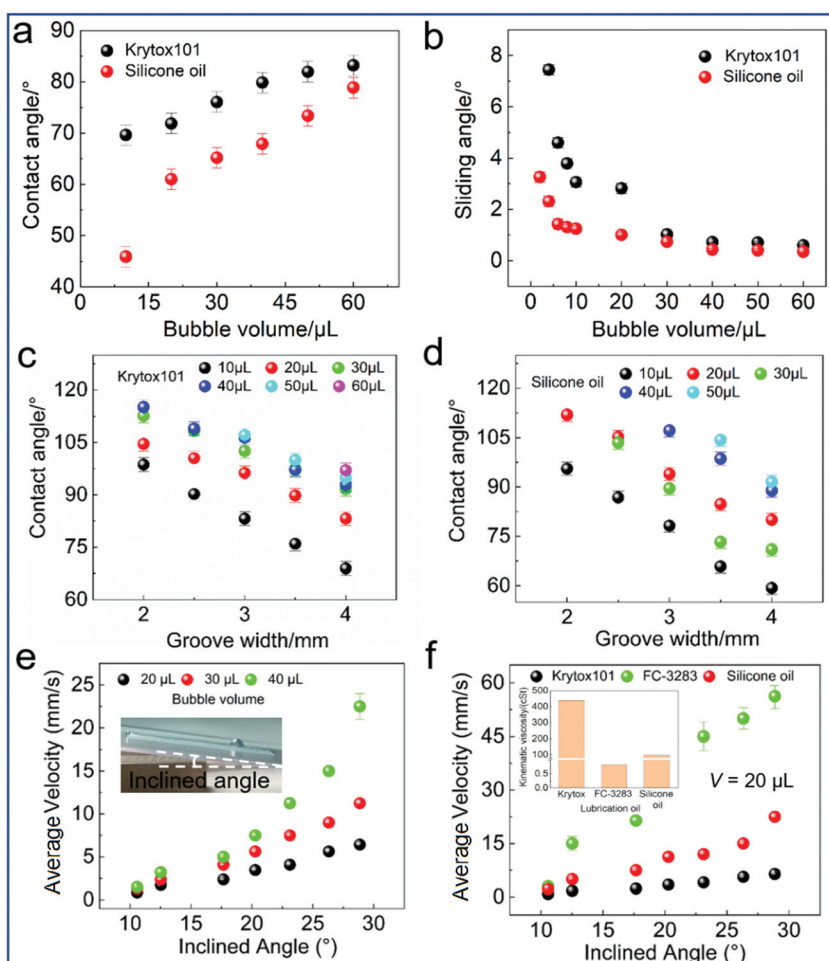 a
Krytox101
Silicone oil
Contact angle/°
90
80
70
60
50
40
0 15 30 45 60
Bubble volume/μL
b
Krytox101
Silicone oil
Sliding angle/°
8
6
4
2
0
0 10 20 30 40 50 60
Bubble volume/μL
c
Krytox101
10μL 20μL 30μL
40μL 50μL 60μL
Contact angle/°
120
105
90
75
60
2 3 4
Groove width/mm
d
Silicone oil
10μL 20μL 30μL
40μL 50μL
Contact angle/°
120
105
90
75
60
2 3 4
Groove width/mm
e
20 μL 30 μL 40 μL
Bubble volume
Inclined angle
Average Velocity (mm/s)
25
20
15
10
5
0
10 15 20 25 30
Inclined Angle (°)
f
Krytox101 FC-3283 Silicone oil
Kinematic viscosity/(cSt)
500
400
300
200
100
0.5
0.0
Krytox FC-3283 Silicone
oil
Lubrication oil
V = 20 μL
Average Velocity (mm/s)
60
45
30
15
0
10 15 20 25 30
Inclined Angle (°)